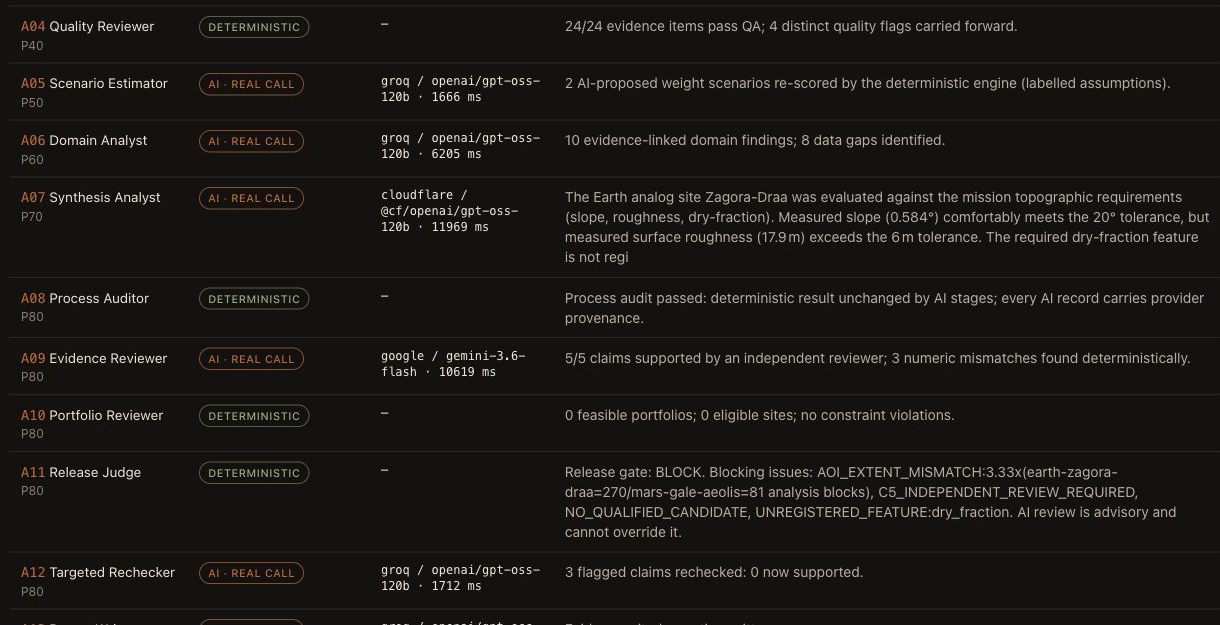 A04 Quality Reviewer
P40
DETERMINISTIC
—
24/24 evidence items pass QA; 4 distinct quality flags carried forward.
A05 Scenario Estimator
P50
AI · REAL CALL
groq / openai/gpt-oss-
120b · 1666 ms
2 AI-proposed weight scenarios re-scored by the deterministic engine (labelled assumptions).
A06 Domain Analyst
P60
AI · REAL CALL
groq / openai/gpt-oss-
120b · 6205 ms
10 evidence-linked domain findings; 8 data gaps identified.
A07 Synthesis Analyst
P70
AI · REAL CALL
cloudflare /
@cf/openai/gpt-oss-
120b · 11969 ms
The Earth analog site Zagora-Draa was evaluated against the mission topographic requirements
(slope, roughness, dry-fraction). Measured slope (0.584°) comfortably meets the 20° tolerance, but
measured surface roughness (17.9 m) exceeds the 6 m tolerance. The required dry-fraction feature
is not regi
A08 Process Auditor
P80
DETERMINISTIC
—
Process audit passed: deterministic result unchanged by AI stages; every AI record carries provider
provenance.
A09 Evidence Reviewer
P80
AI · REAL CALL
google / gemini-3.6-
flash · 10619 ms
5/5 claims supported by an independent reviewer; 3 numeric mismatches found deterministically.
A10 Portfolio Reviewer
P80
DETERMINISTIC
—
0 feasible portfolios; 0 eligible sites; no constraint violations.
A11 Release Judge
P80
DETERMINISTIC
—
Release gate: BLOCK. Blocking issues: AOI_EXTENT_MISMATCH:3.33x(earth-zagora-
draa=270/mars-gale-aeolis=81 analysis blocks), C5_INDEPENDENT_REVIEW_REQUIRED,
NO_QUALIFIED_CANDIDATE, UNREGISTERED_FEATURE:dry_fraction. AI review is advisory and
cannot override it.
A12 Targeted Rechecker
P80
AI · REAL CALL
groq / openai/gpt-oss-
120b · 1712 ms
3 flagged claims rechecked: 0 now supported.